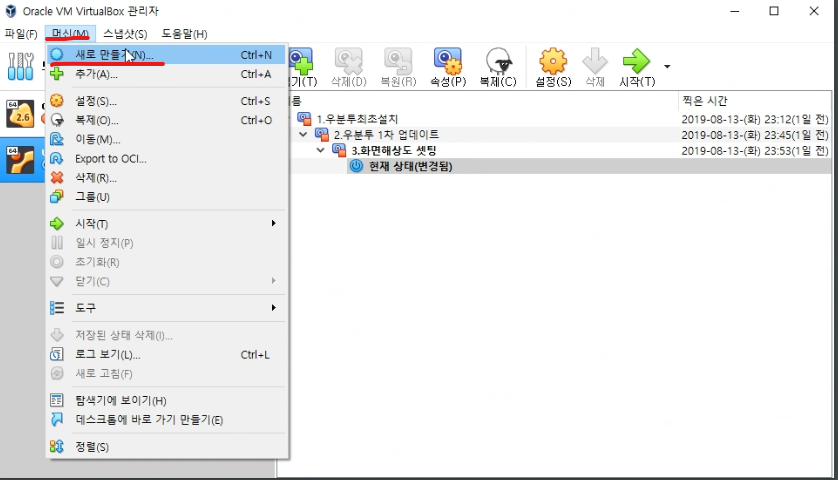 Oracle VM VirtualBox 관리자
파일(F) 머신(M) 스냅샷(S) 도움말(H)
찍기(T) 삭제(D) 복원(R) 속성(P) 복제(C) 설정(S) 삭제 시작(T)
새로 만들기(N)... Ctrl+N
추가(A)... Ctrl+A
설정(S)... Ctrl+S
복제(O)... Ctrl+O
이동(M)...
Export to OCI...
삭제(R)...
그룹(U)
시작(T)
일시 정지(P)
초기화(R)
닫기(C)
도구
저장된 상태 삭제(I)...
로그 보기(L)... Ctrl+L
새로 고침(F)
탐색기에 보이기(H)
데스크톱에 바로 가기 만들기(E)
정렬(S)
64
2.6
64
이름 찍은 시간
1.우분투최초설치 2019-08-13-(화) 23:12(1일 전)
2.우분투 1차 업데이트 2019-08-13-(화) 23:45(1일 전)
3.화면해상도 셋팅 2019-08-13-(화) 23:53(1일 전)
현재 상태(변경됨)